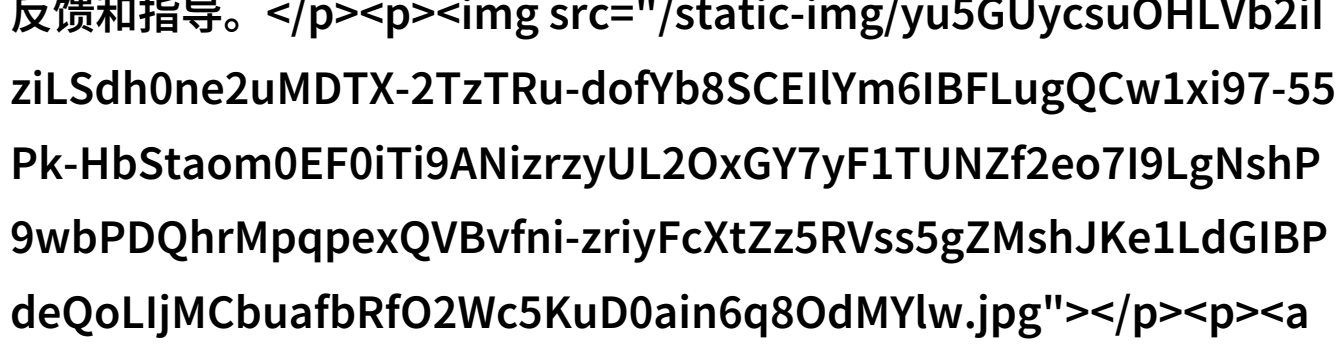 反馈和指导。</p><p><img src="/static-img/yu5GUycsuOHLVb2iI
ziLSdh0ne2uMDTX-2TzTRu-dofYb8SCEIlYm6IBFLugQCw1xi97-55
Pk-HbStaom0EF0iTi9ANizrzyUL2OxGY7yF1TUNZf2eo7I9LgNshP
9wbPDQhrMpqpexQVBvfni-zriyFcXtZz5RVss5gZMshJKe1LdGIBP
deQoLIjMCbuafbRfO2Wc5KuD0ain6q8OdMYlw.jpg"></p><p><a